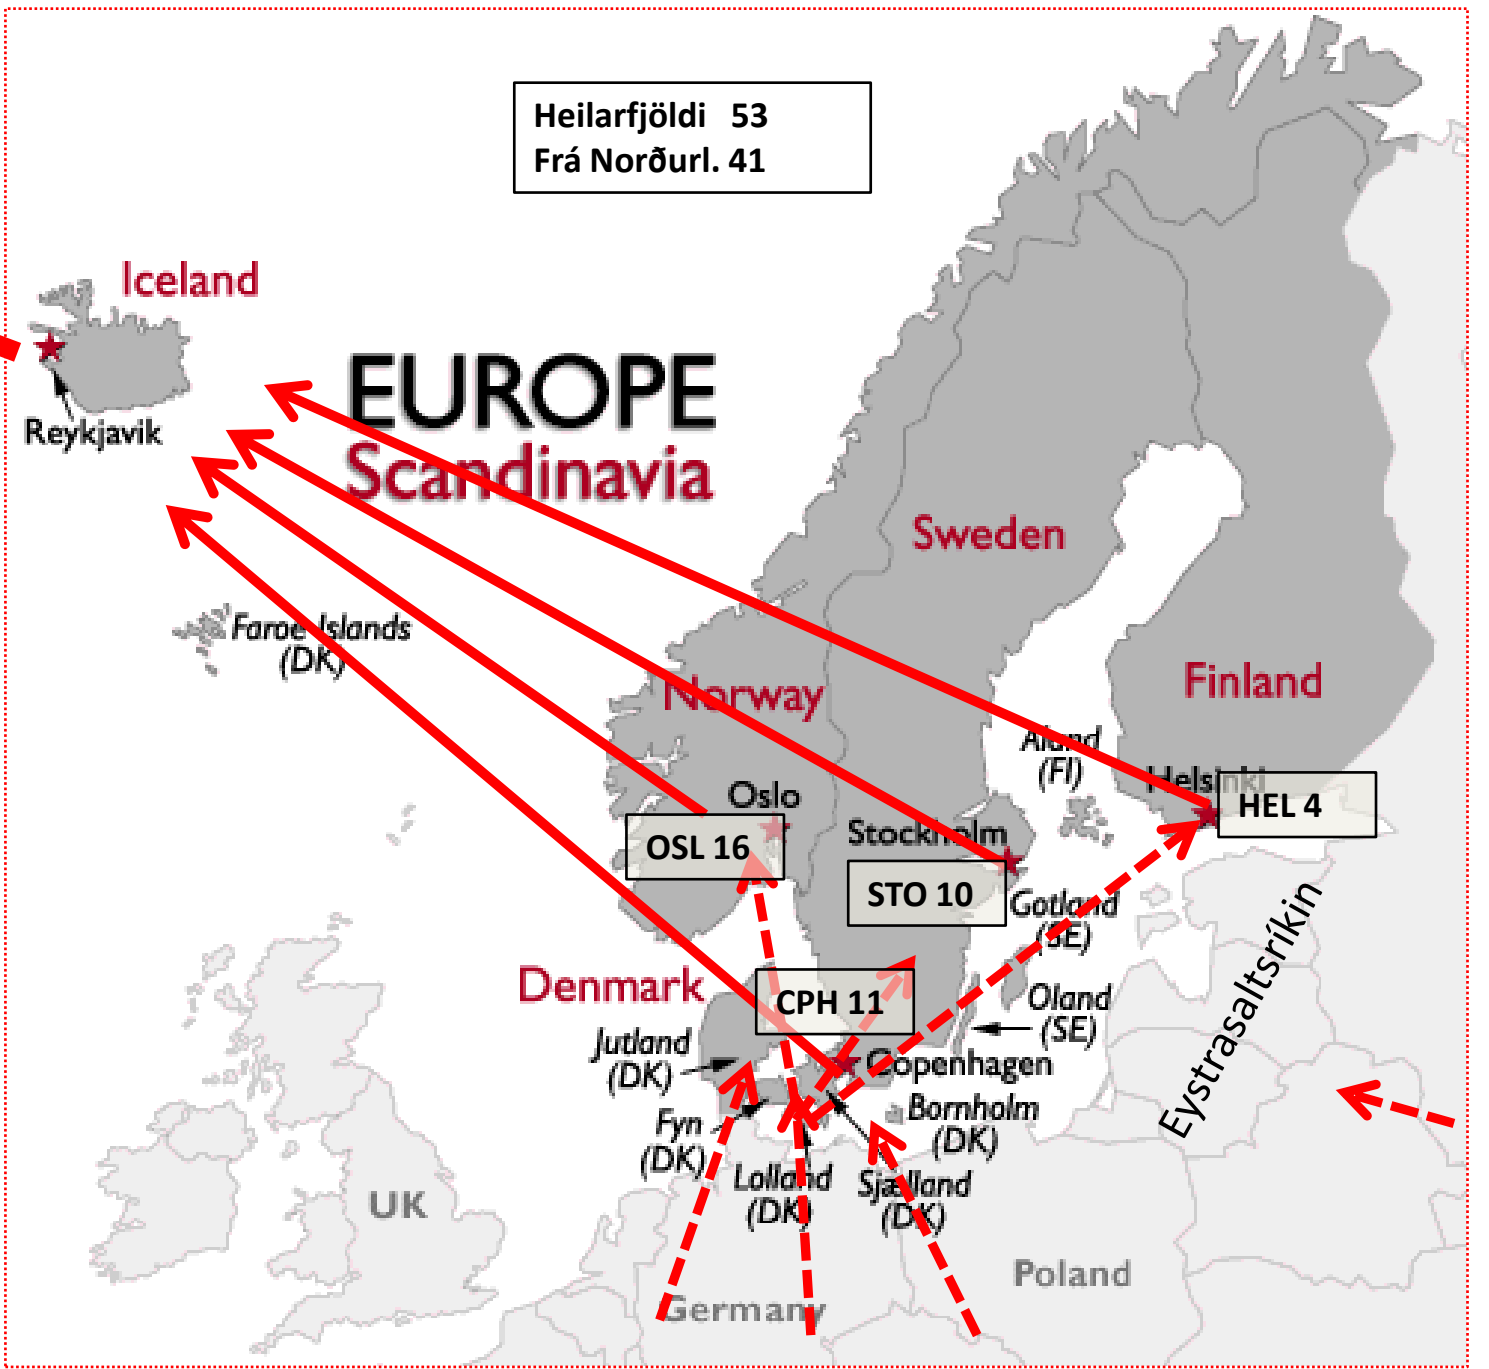 Heilarfjöldi 53
Frá Norðurl. 41
Iceland
Reykjavik
EUROPE
Scandinavia
Sweden
Faroe Islands
(DK)
Norway
Finland
Aland
(FI)
Helsinki
HEL 4
Oslo
OSL 16
Stockholm
STO 10
Gotland
(SE)
Eystrasaltsríkin
Denmark
CPH 11
Oland
(SE)
Jutland
(DK)
Copenhagen
Fyn
(DK)
Bornholm
(DK)
Lolland
(DK)
Sjælland
(DK)
UK
Poland
Germany